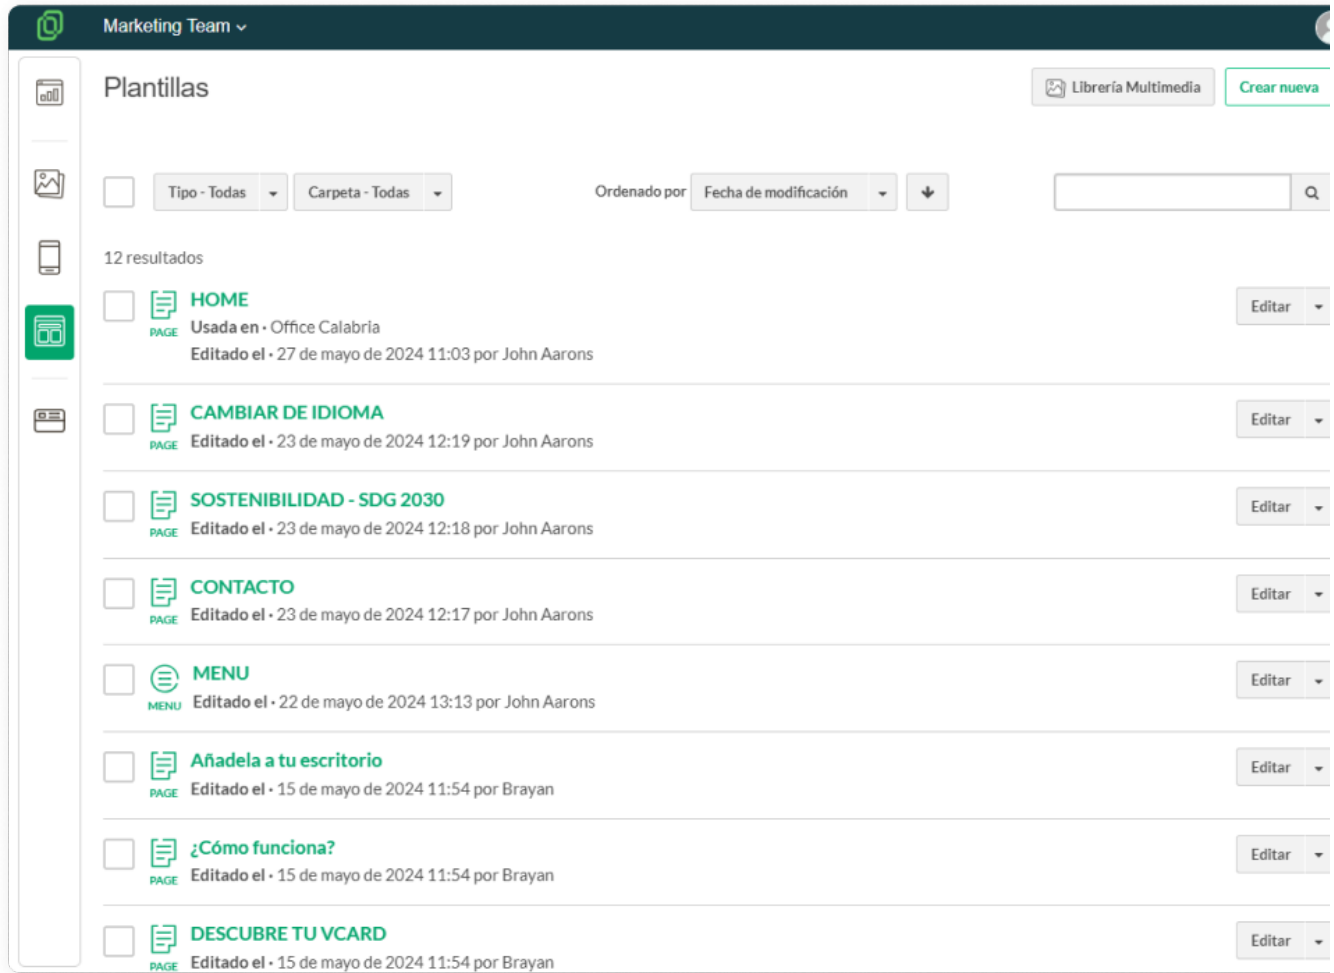 Marketing Team
Plantillas
Librería Multimedia
Crear nueva
Tipo - Todas
Carpeta - Todas
Ordenado por
Fecha de modificación
12 resultados
HOME
PAGE
Usada en · Office Calabria
Editado el · 27 de mayo de 2024 11:03 por John Aarons
Editar
CAMBIAR DE IDIOMA
PAGE
Editado el · 23 de mayo de 2024 12:19 por John Aarons
Editar
SOSTENIBILIDAD - SDG 2030
PAGE
Editado el · 23 de mayo de 2024 12:18 por John Aarons
Editar
CONTACTO
PAGE
Editado el · 23 de mayo de 2024 12:17 por John Aarons
Editar
MENU
MENU
Editado el · 22 de mayo de 2024 13:13 por John Aarons
Editar
Añadela a tu escritorio
PAGE
Editado el · 15 de mayo de 2024 11:54 por Brayan
Editar
¿Cómo funciona?
PAGE
Editado el · 15 de mayo de 2024 11:54 por Brayan
Editar
DESCUBRE TU VCARD
PAGE
Editado el · 15 de mayo de 2024 11:54 por Brayan
Editar